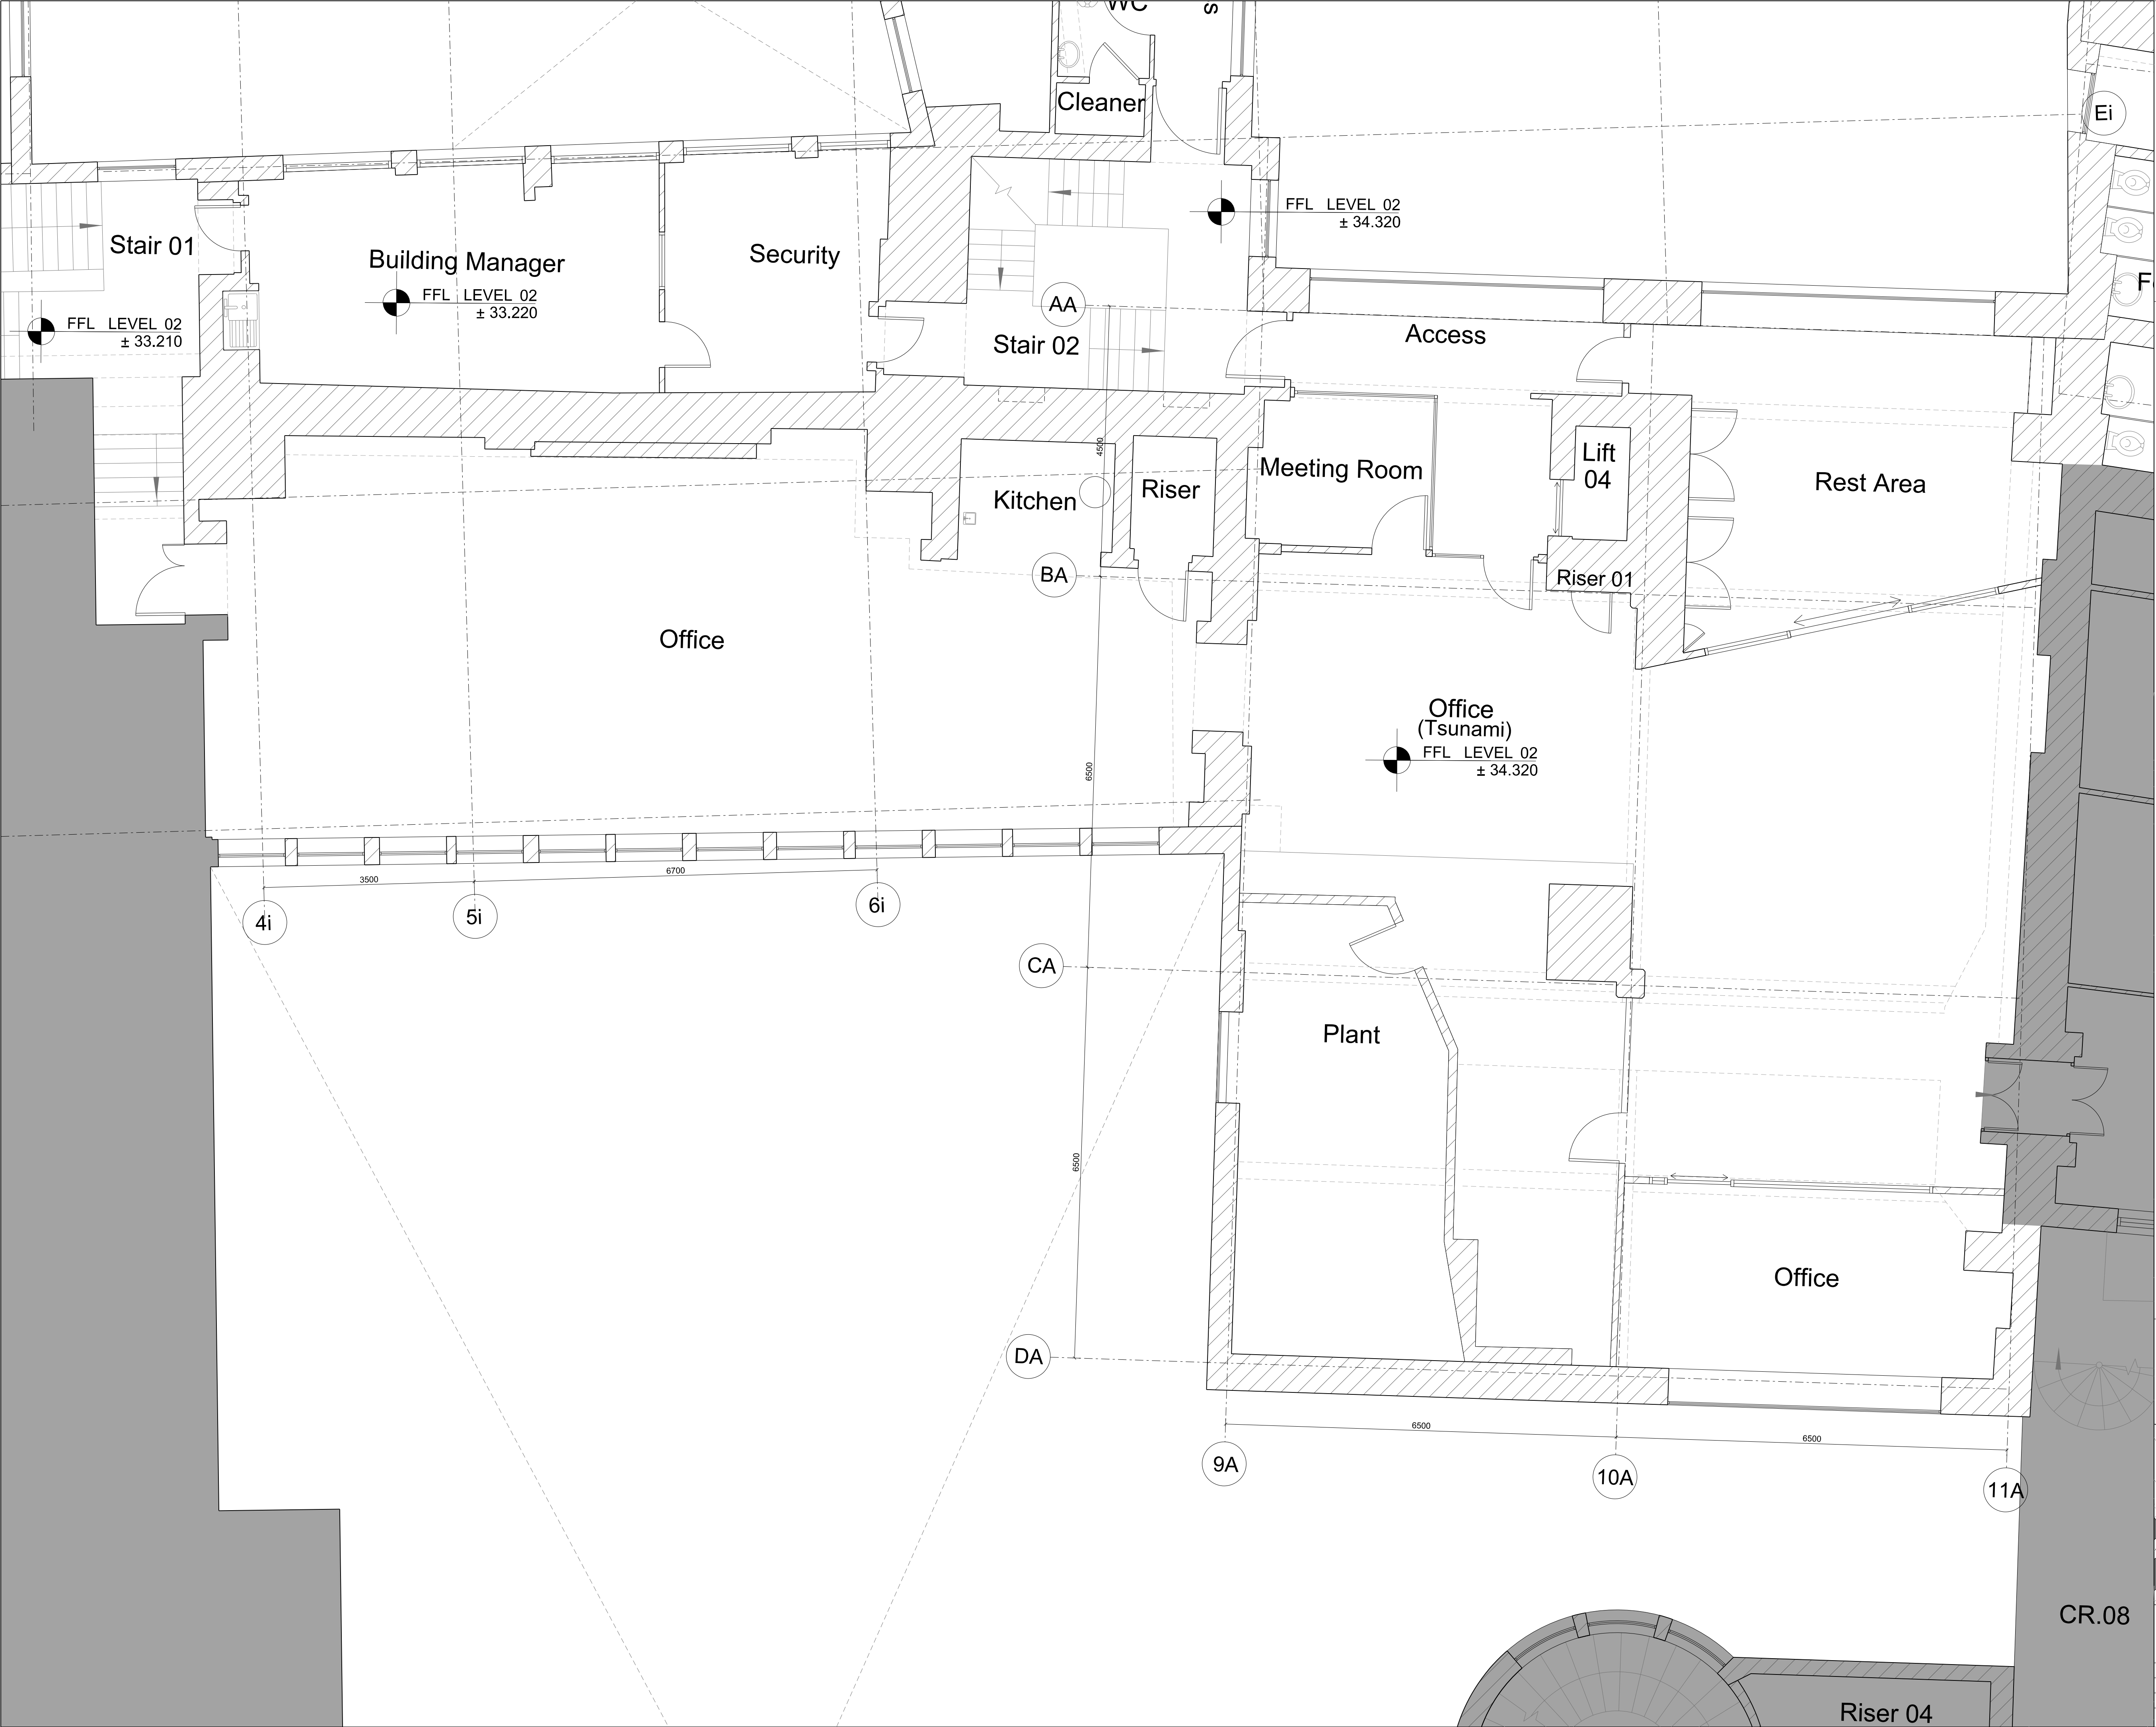 WC
s
Cleaner
Ei
FFL LEVEL 02
± 34.320
Stair 01
Building Manager
Security
FFL LEVEL 02
± 33.220
FFL LEVEL 02
± 33.210
AA
Stair 02
Access
4500
Meeting Room
Lift
04
Rest Area
Kitchen
Riser
BA
Riser 01
Office
Office
(Tsunami)
FFL LEVEL 02
± 34.320
6500
3500
6700
4i
5i
6i
CA
Plant
6500
Office
DA
6500
6500
9A
10A
11A
CR.08
Riser 04